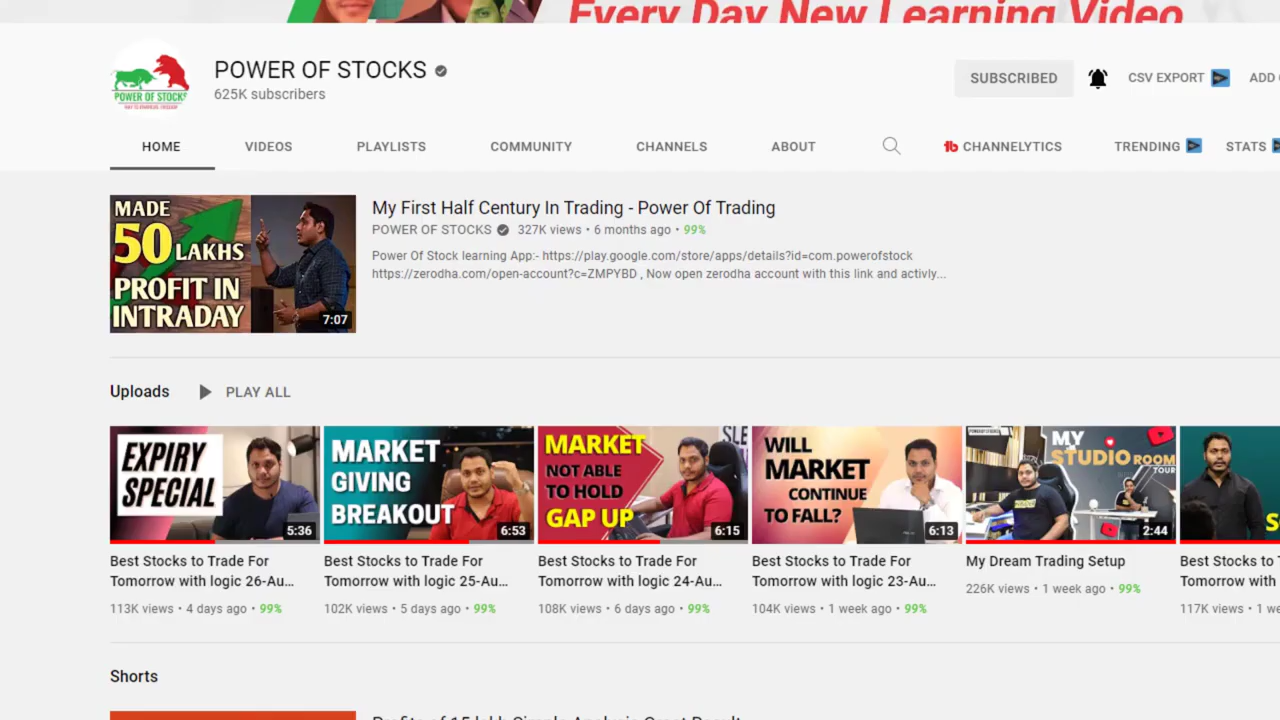 Every Day New Learning Video
POWER OF STOCKS
625K subscribers
POWER OF STOCKS
SUBSCRIBED
CSV EXPORT
ADD
HOME
VIDEOS
PLAYLISTS
COMMUNITY
CHANNELS
ABOUT
CHANNELYTICS
TRENDING
STATS
MADE
50 LAKHS
PROFIT IN
INTRADAY
7:07
My First Half Century In Trading - Power Of Trading
POWER OF STOCKS 327K views • 6 months ago • 99%
Power Of Stock learning App:- https://play.google.com/store/apps/details?id=com.powerofstock
https://zerodha.com/open-account?c=ZMPYBD , Now open zerodha account with this link and activly...
Uploads
PLAY ALL
EXPIRY
SPECIAL
5:36
Best Stocks to Trade For
Tomorrow with logic 26-Au...
113K views • 4 days ago • 99%
MARKET
GIVING
BREAKOUT
6:53
Best Stocks to Trade For
Tomorrow with logic 25-Au...
102K views • 5 days ago • 99%
MARKET
NOT ABLE
TO HOLD
GAP UP
6:15
Best Stocks to Trade For
Tomorrow with logic 24-Au...
108K views • 6 days ago • 99%
WILL
MARKET
CONTINUE
TO FALL?
6:13
Best Stocks to Trade For
Tomorrow with logic 23-Au...
104K views • 1 week ago • 99%
MY
STUDIO ROOM
TOUR
2:44
My Dream Trading Setup
226K views • 1 week ago • 99%
Best Stocks to
Tomorrow with
117K views • 1
Shorts